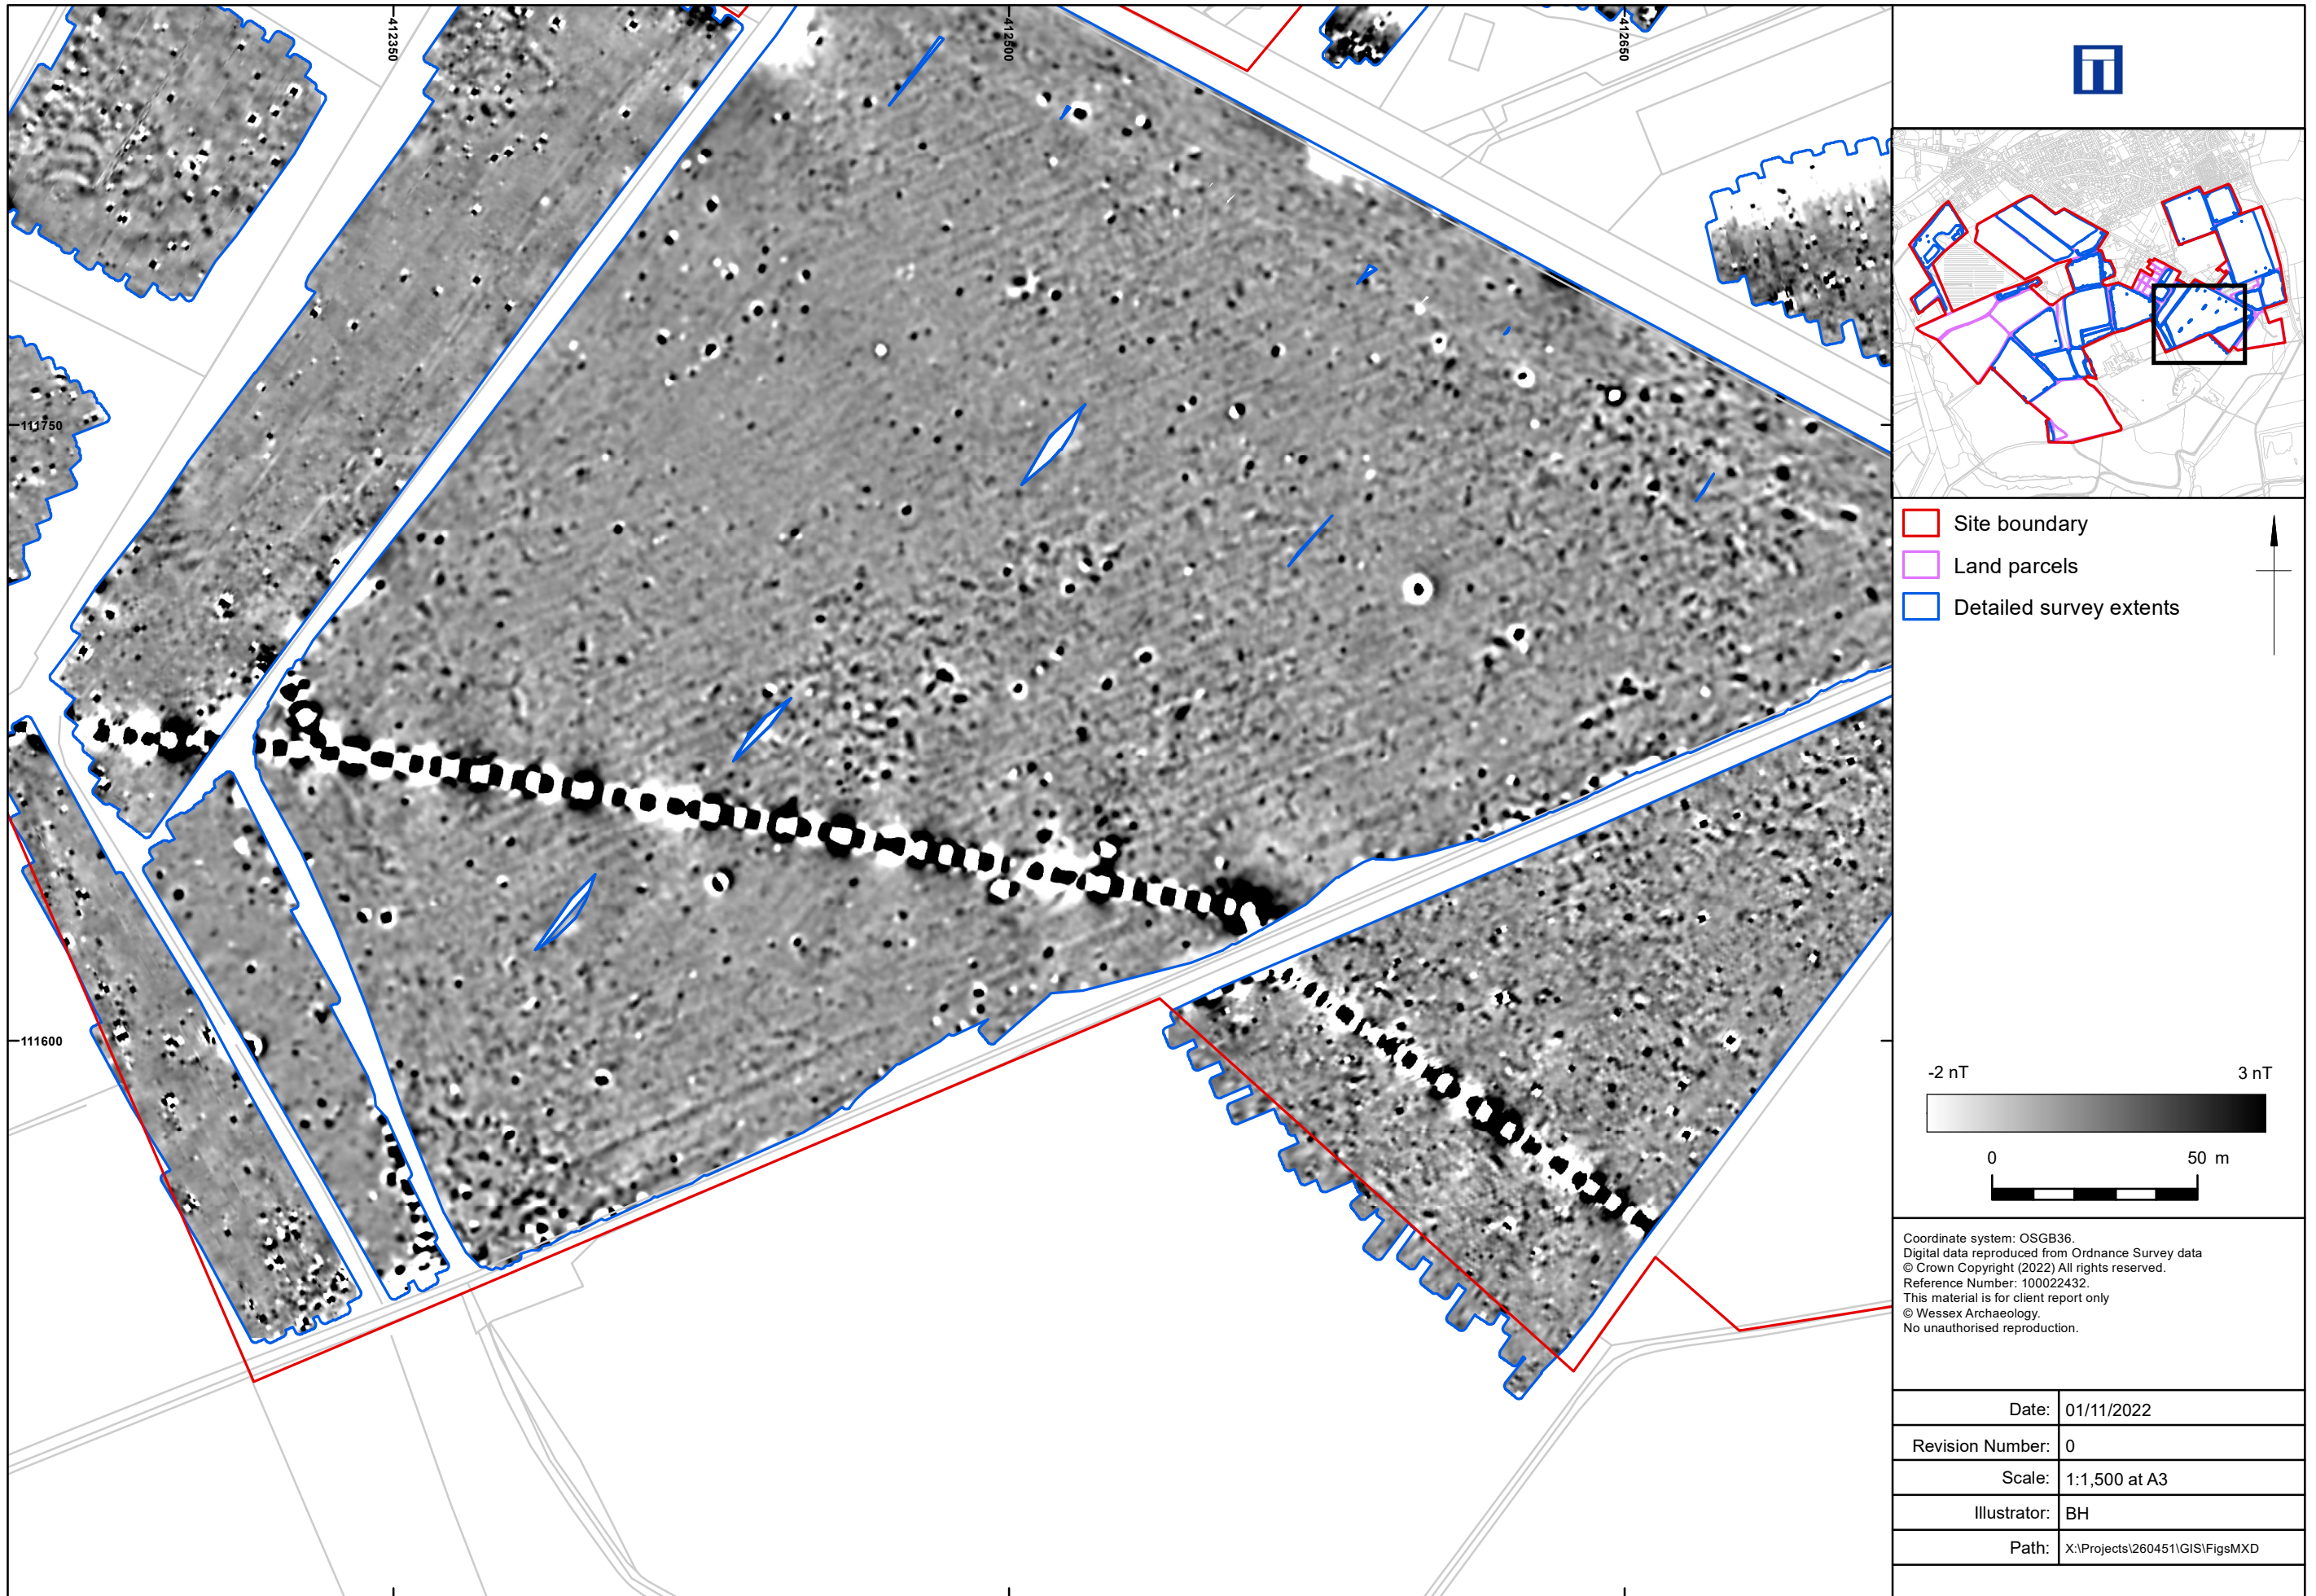 412350
412500
412650
111750
111600
Site boundary
Land parcels
Detailed survey extents
-2 nT
3 nT
0
50 m
Coordinate system: OSGB36.
Digital data reproduced from Ordnance Survey data
© Crown Copyright (2022) All rights reserved.
Reference Number: 100022432.
This material is for client report only
© Wessex Archaeology.
No unauthorised reproduction.
Date: 01/11/2022
Revision Number: 0
Scale: 1:1,500 at A3
Illustrator: BH
Path: X:\Projects\260451\GIS\FigsMXD